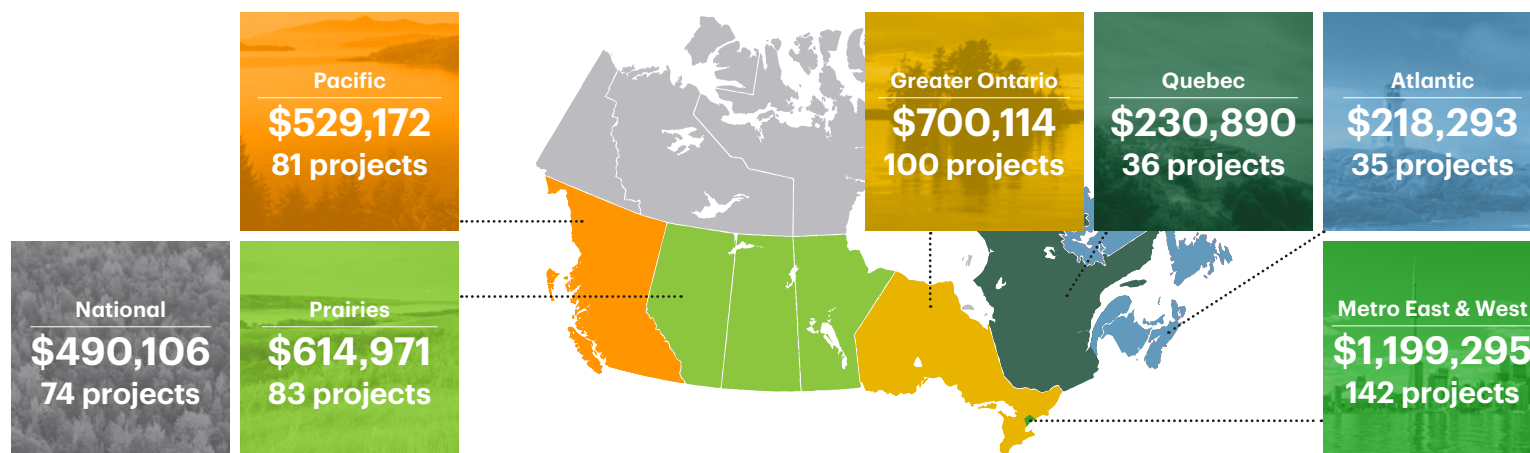 Pacific
$529,172
81 projects
Greater Ontario
$700,114
100 projects
Quebec
$230,890
36 projects
Atlantic
$218,293
35 projects
National
$490,106
74 projects
Prairies
$614,971
83 projects
Metro East & West
$1,199,295
142 projects